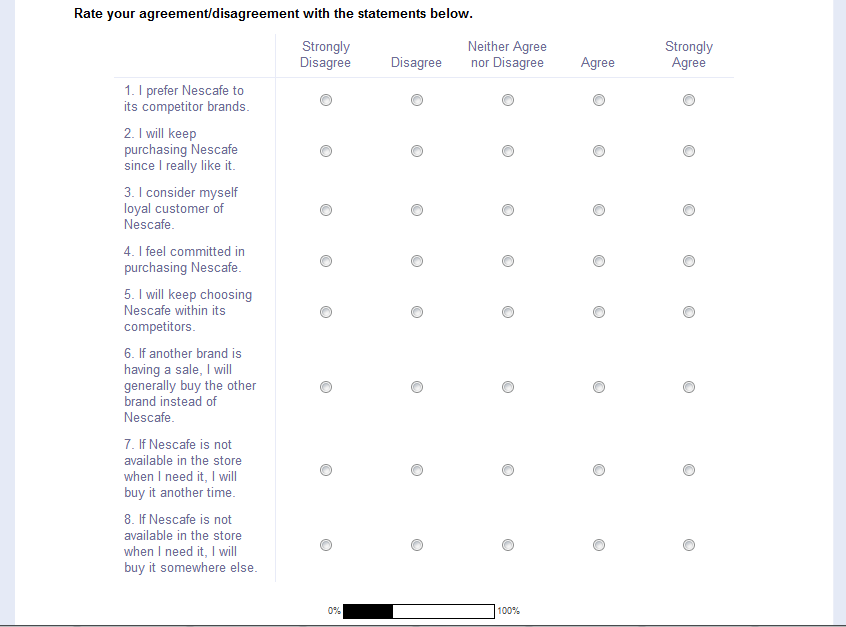 Rate your agreement/disagreement with the statements below.
Strongly Disagree Disagree Neither Agree nor Disagree Agree Strongly Agree
1. I prefer Nescafe to
its competitor brands.
2. I will keep
purchasing Nescafe
since I really like it.
3. I consider myself
loyal customer of
Nescafe.
4. I feel committed in
purchasing Nescafe.
5. I will keep choosing
Nescafe within its
competitors.
6. If another brand is
having a sale, I will
generally buy the other
brand instead of
Nescafe.
7. If Nescafe is not
available in the store
when I need it, I will
buy it another time.
8. If Nescafe is not
available in the store
when I need it, I will
buy it somewhere else.
0% 100%